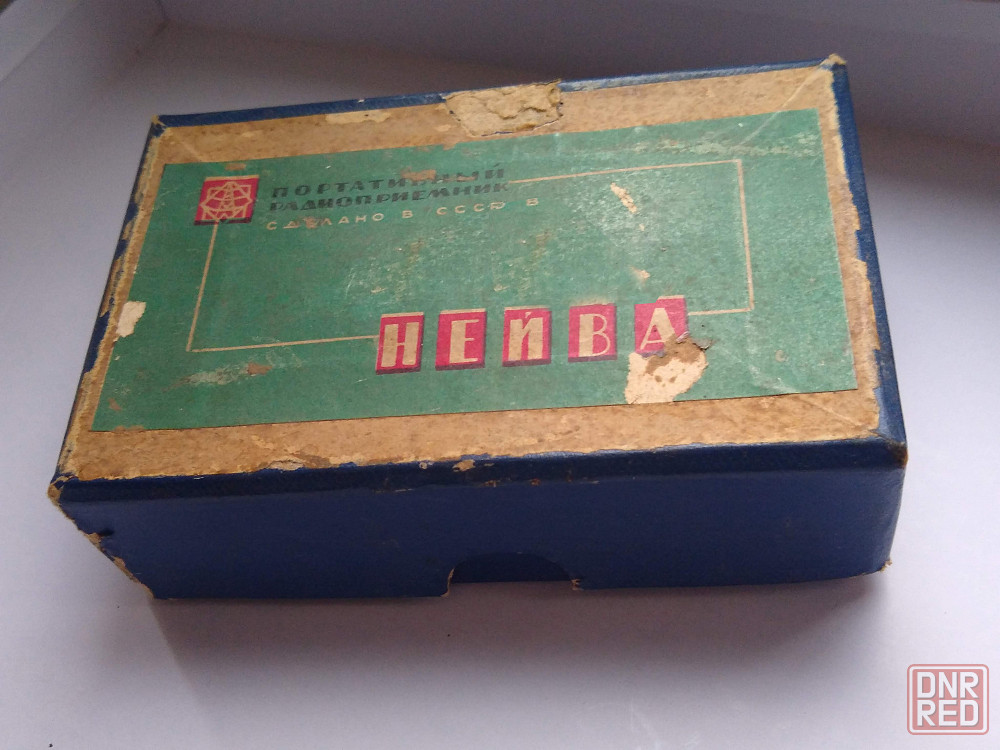 ПОРТАТИВНЫЙ
РАДИОПРИЕМНИК
СДЕЛАНО В СССР В
НЕЙВА
DNR
RED